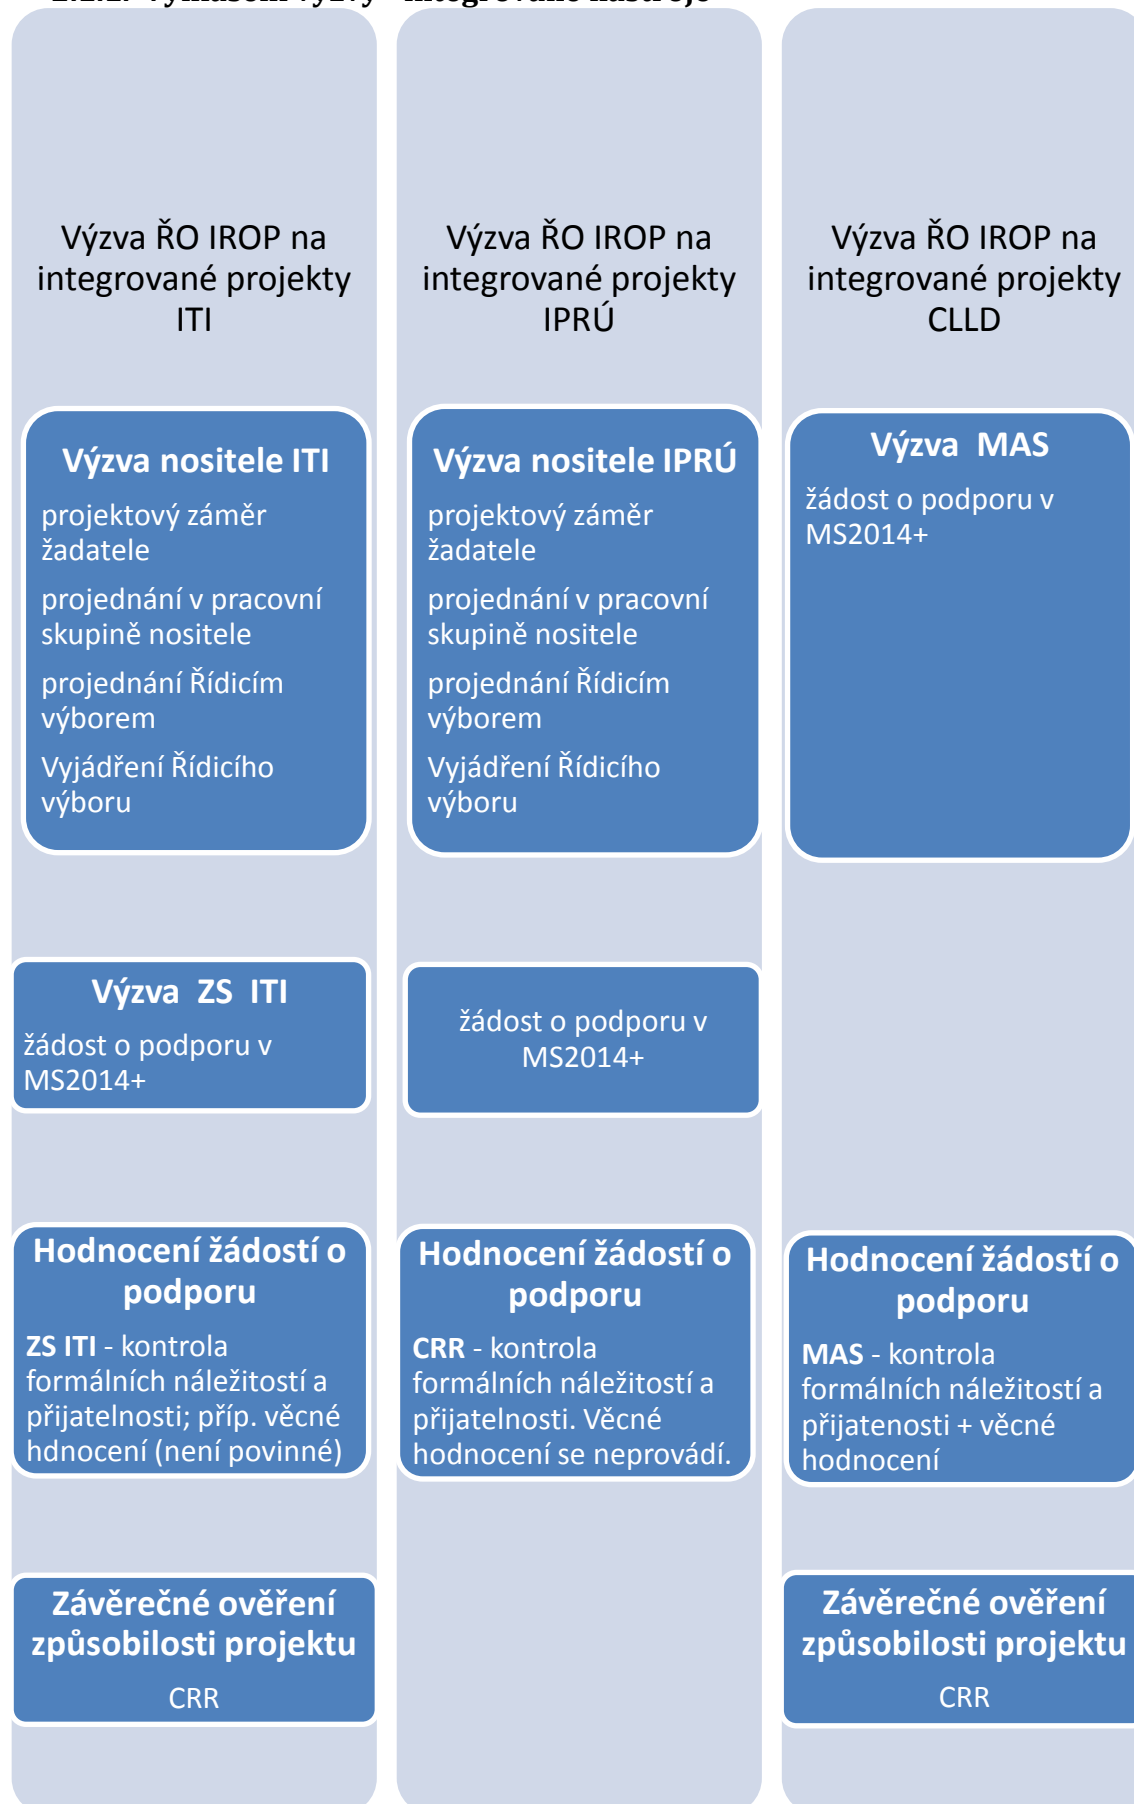 Výzva ŘO IROP na
integrované projekty
ITI
Výzva nositele ITI
projektový záměr
žadatele
projednání v pracovní
skupině nositele
projednání Řídicím
výborem
Vyjádření Řídicího
výboru
Výzva ZS ITI
žádost o podporu v
MS2014+
Hodnocení žádostí o
podporu
ZS ITI - kontrola
formálních náležitostí a
přijatelnosti; příp. věcné
hdnocení (není povinné)
Závěrečné ověření
způsobilosti projektu
CRR
Výzva ŘO IROP na
integrované projekty
IPRÚ
Výzva nositele IPRÚ
projektový záměr
žadatele
projednání v pracovní
skupině nositele
projednání Řídicím
výborem
Vyjádření Řídicího
výboru
žádost o podporu v
MS2014+
Hodnocení žádostí o
podporu
CRR - kontrola
formálních náležitostí a
přijatelnosti. Věcné
hodnocení se neprovádí.
Výzva ŘO IROP na
integrované projekty
CLLD
Výzva MAS
žádost o podporu v
MS2014+
Hodnocení žádostí o
podporu
MAS - kontrola
formálních náležitostí a
přijatenosti + věcné
hodnocení
Závěrečné ověření
způsobilosti projektu
CRR